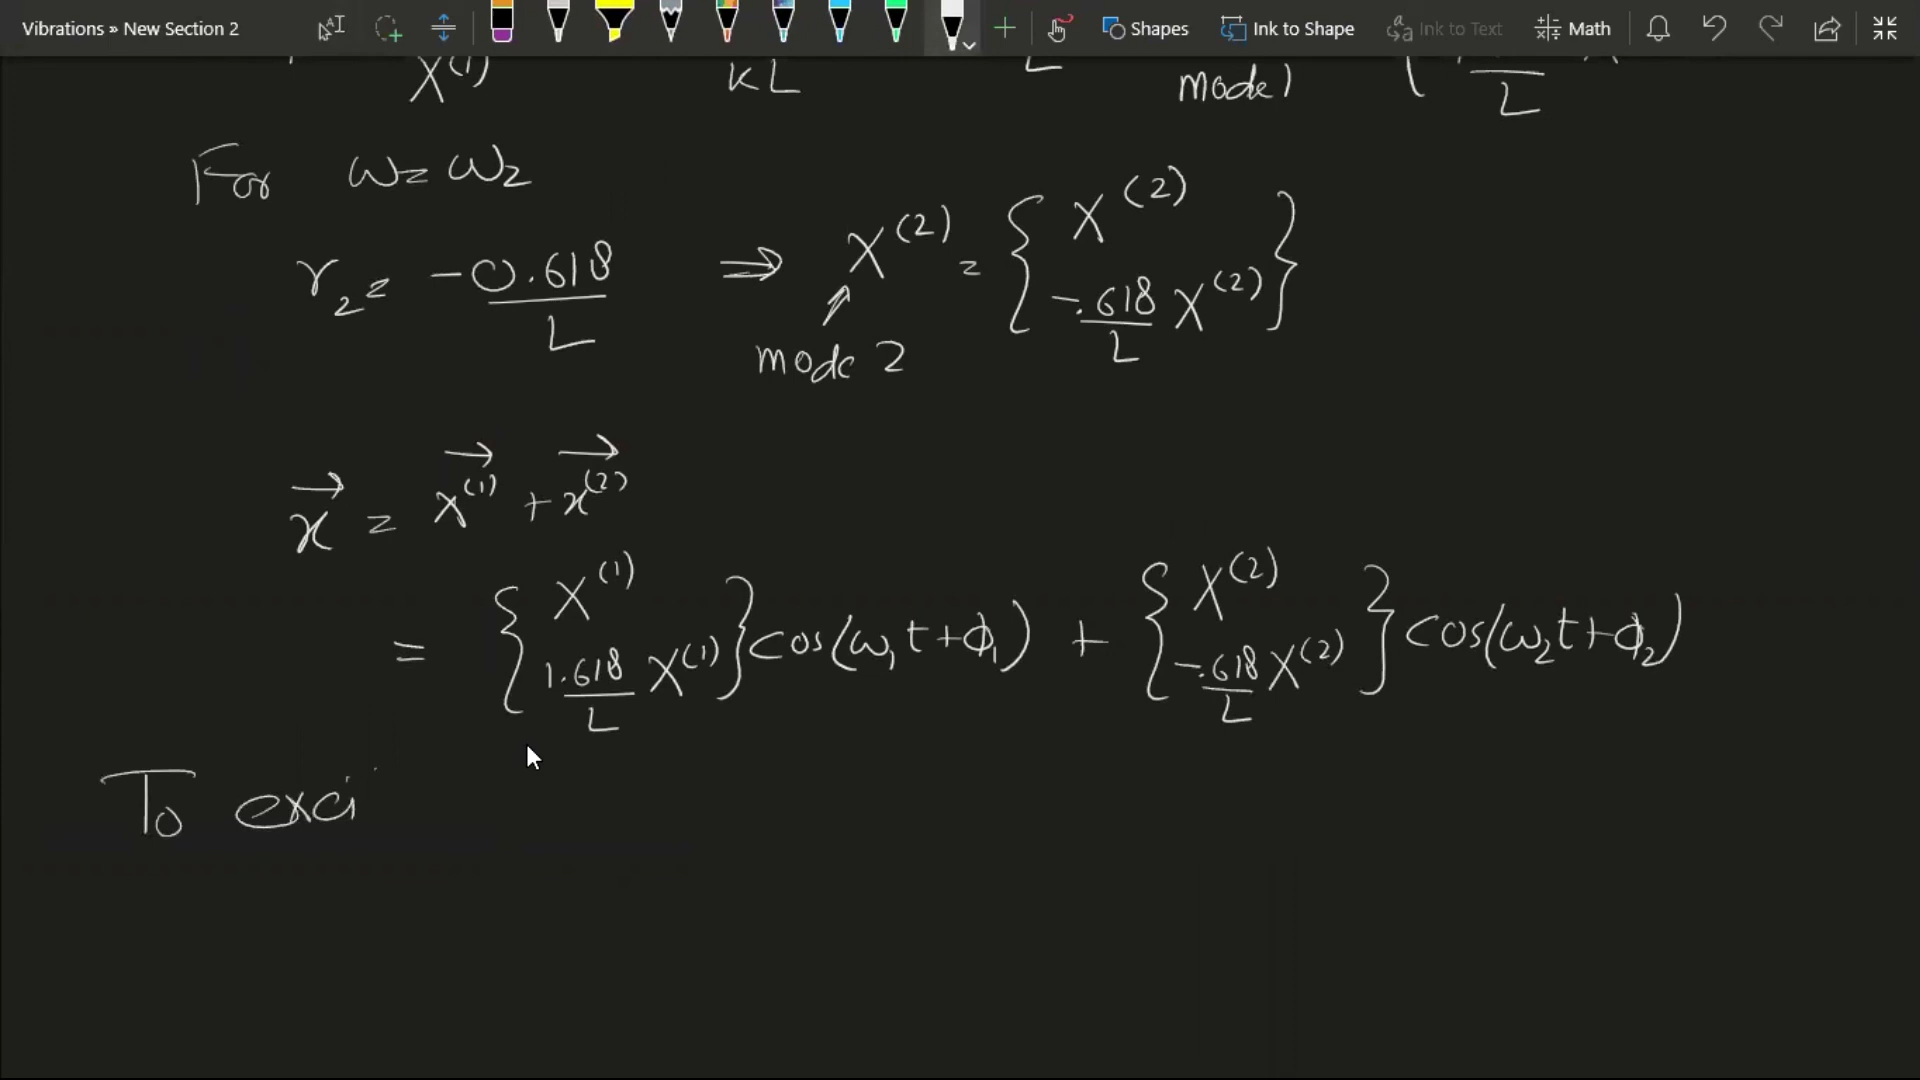 Vibrations » New Section 2 Shapes Ink to Shape Ink to Text Math
X^(1) kL L mode 1 L
For ω = ω₂
r₂ = -0.618/L ⇒ X^(2) = { X^(2)
-.618/L X^(2) }
mode 2
x⃗ = x⃗^(1) + x⃗^(2)
= { X^(1)
1.618/L X^(1) } cos(ω₁t+ϕ₁) + { X^(2)
-.618/L X^(2) } cos(ω₂t+ϕ₂)
To exci